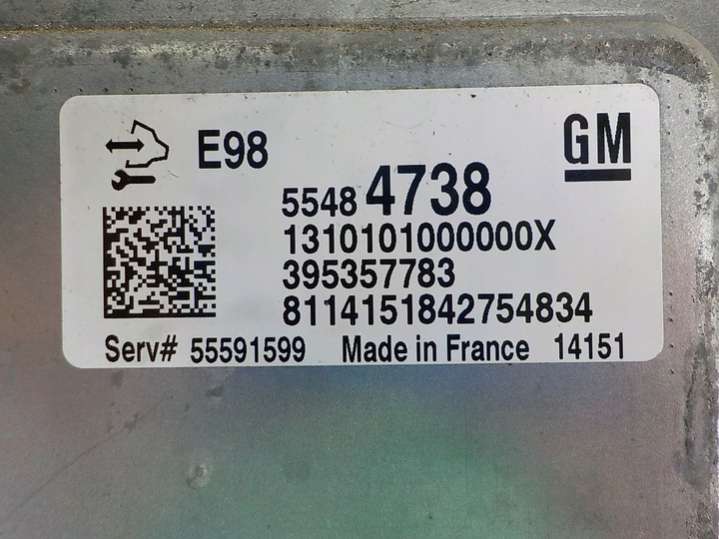 E98
GM
5548 4738
1310101000000X
395357783
8114151842754834
Serv# 55591599 Made in France 14151